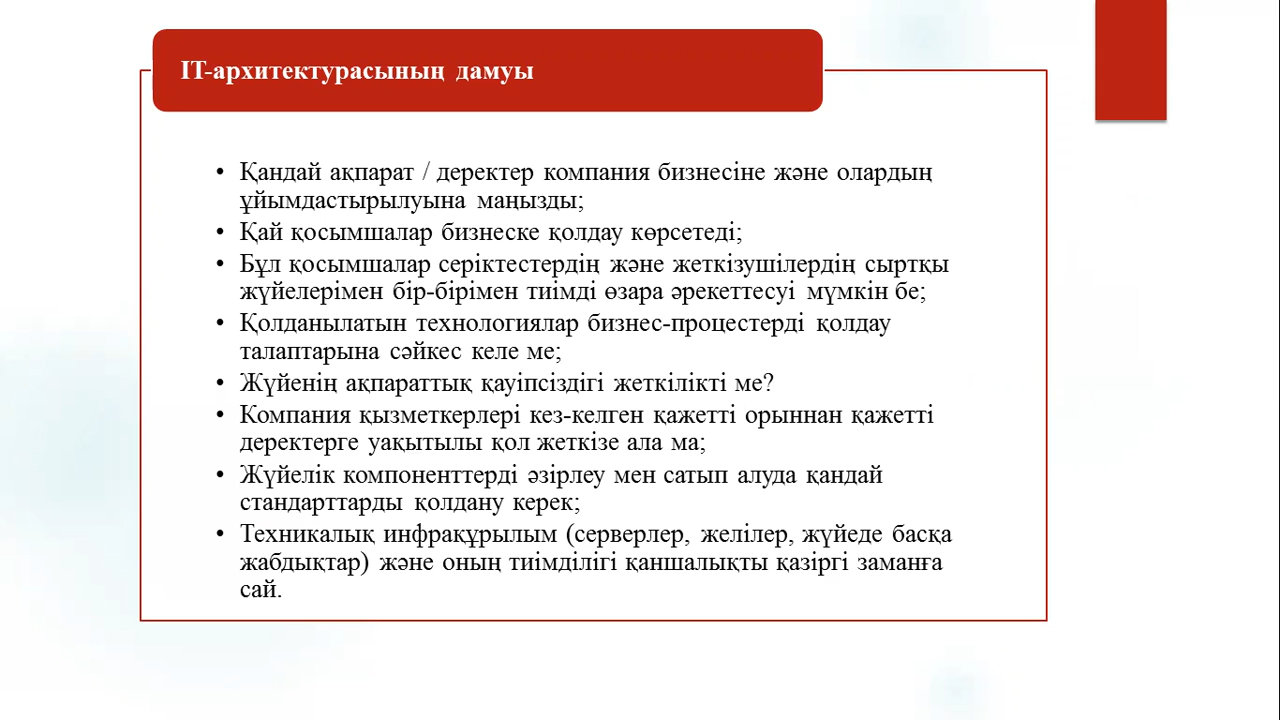 IT-архитектурасының дамуы
• Қандай ақпарат / деректер компания бизнесіне және олардың
ұйымдастырылуына маңызды;
• Қай қосымшалар бизнеске қолдау көрсетеді;
• Бұл қосымшалар серіктестердің және жеткізушілердің сыртқы
жүйелерімен бір-бірімен тиімді өзара әрекеттесуі мүмкін бе;
• Қолданылатын технологиялар бизнес-процестерді қолдау
талаптарына сәйкес келе ме;
• Жүйенің ақпараттық қауіпсіздігі жеткілікті ме?
• Компания қызметкерлері кез-келген қажетті орыннан қажетті
деректерге уақытылы қол жеткізе ала ма;
• Жүйелік компоненттерді әзірлеу мен сатып алуда қандай
стандарттарды қолдану керек;
• Техникалық инфрақұрылым (серверлер, желілер, жүйеде басқа
жабдықтар) және оның тиімділігі қаншалықты қазіргі заманға
сай.